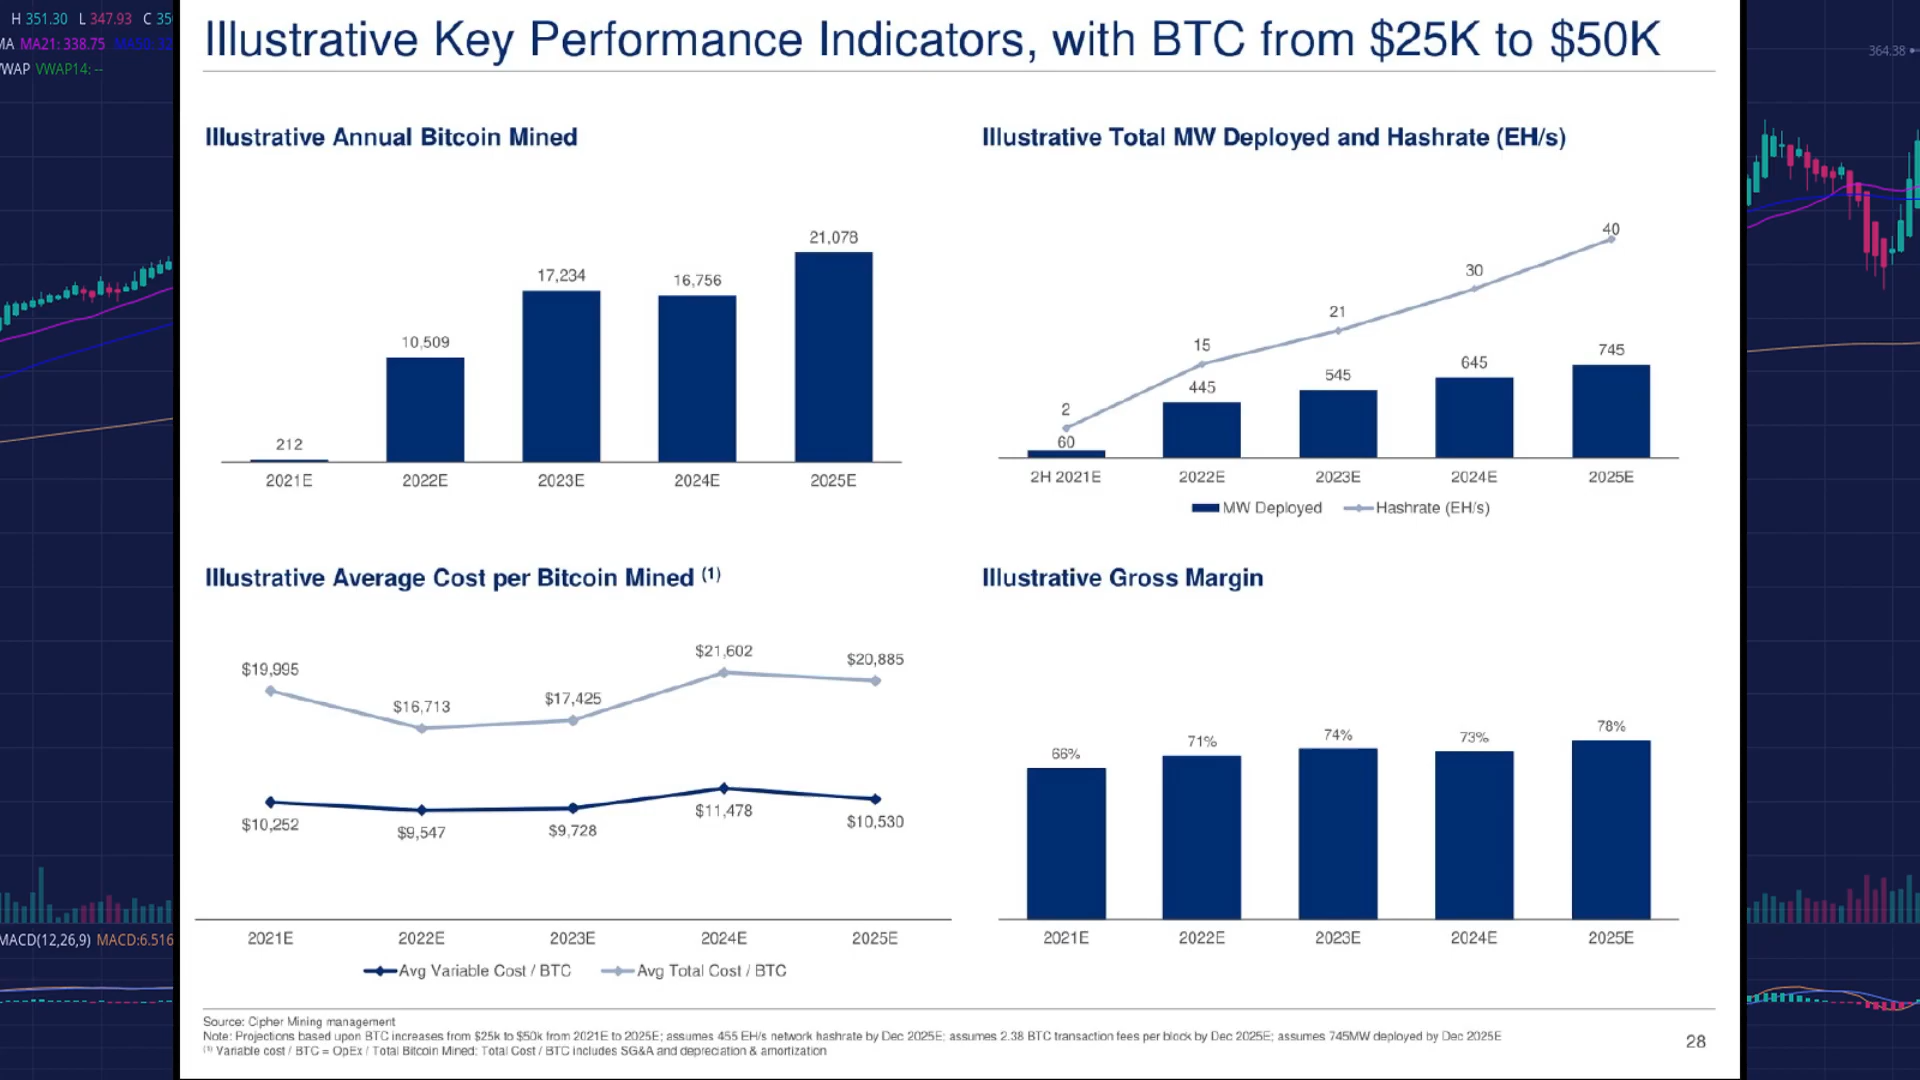 H 351.30 L 347.93 C 35
MA MA21: 338.75 MA50: 32
VWAP VWAP14: --
364.38
Illustrative Key Performance Indicators, with BTC from $25K to $50K
Illustrative Annual Bitcoin Mined
212
10,509
17,234
16,756
21,078
2021E 2022E 2023E 2024E 2025E
Illustrative Total MW Deployed and Hashrate (EH/s)
2
15
21
30
40
60
445
545
645
745
2H 2021E 2022E 2023E 2024E 2025E
MW Deployed Hashrate (EH/s)
Illustrative Average Cost per Bitcoin Mined (1)
$19,995
$16,713
$17,425
$21,602
$20,885
$10,252
$9,547
$9,728
$11,478
$10,530
2021E 2022E 2023E 2024E 2025E
Avg Variable Cost / BTC Avg Total Cost / BTC
Illustrative Gross Margin
66%
71%
74%
73%
78%
2021E 2022E 2023E 2024E 2025E
MACD(12,26,9) MACD:6.516
Source: Cipher Mining management
Note: Projections based upon BTC increases from $25k to $50k from 2021E to 2025E; assumes 455 EH/s network hashrate by Dec 2025E; assumes 2.38 BTC transaction fees per block by Dec 2025E; assumes 745MW deployed by Dec 2025E
(1) Variable cost / BTC = OpEx / Total Bitcoin Mined; Total Cost / BTC includes SG&A and depreciation & amortization
28